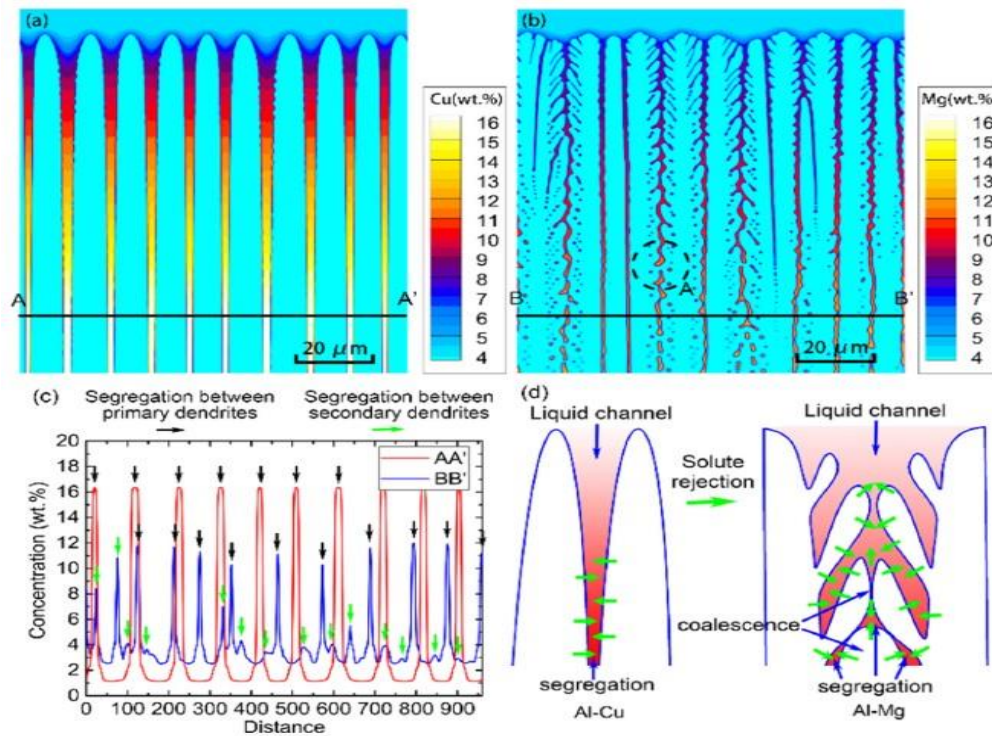 (a)
Cu(wt.%)
16
15
14
13
12
11
10
9
8
7
6
5
4
A
A'
20 μm
(b)
Mg(wt.%)
16
15
14
13
12
11
10
9
8
7
6
5
4
A
B'
B'
20 μm
(c)
Segregation between
primary dendrites
Segregation between
secondary dendrites
AA'
BB'
Concentration (wt.%)
20
18
16
14
12
10
8
6
4
2
0
0 100 200 300 400 500 600 700 800 900
Distance
(d)
Liquid channel
Solute
rejection
Liquid channel
coalescence
segregation
segregation
Al-Cu
Al-Mg